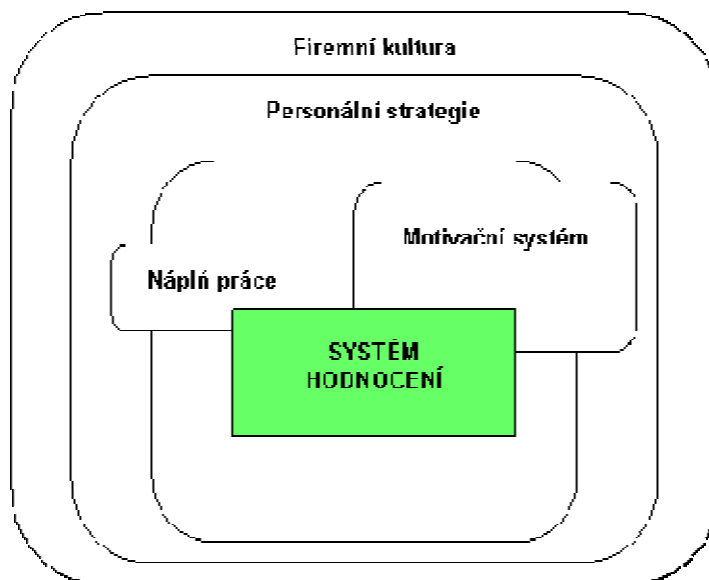 Firemní kultura
Personální strategie
Motivační systém
Náplň práce
SYSTÉM
HODNOCENÍ